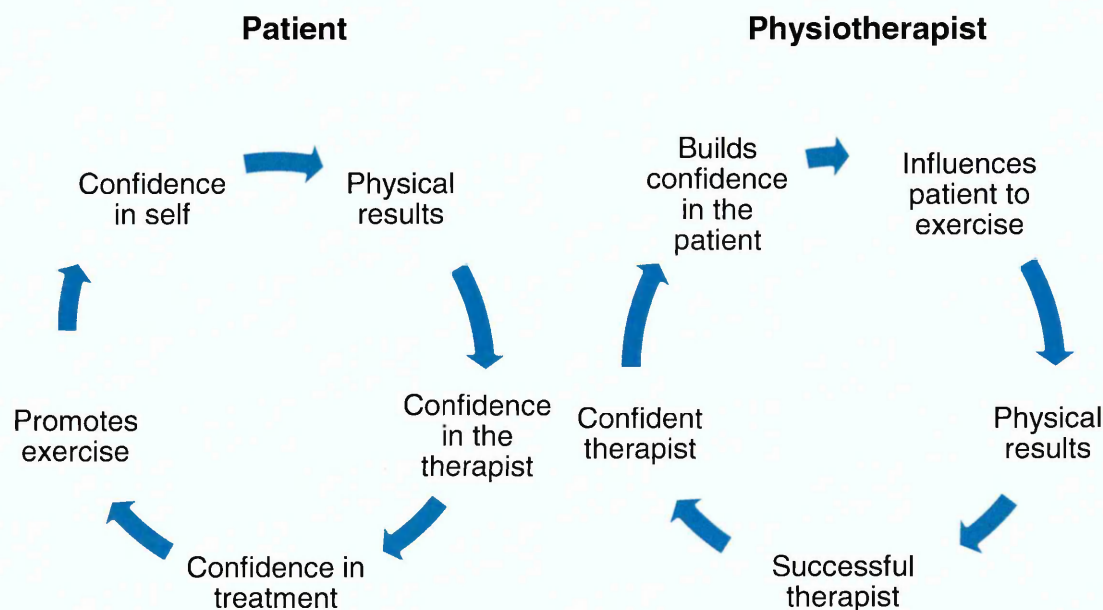 Patient
Confidence
in self
Physical
results
Confidence
in the
therapist
Confidence in
treatment
Promotes
exercise
Physiotherapist
Builds
confidence
in the
patient
Influences
patient to
exercise
Physical
results
Successful
therapist
Confident
therapist